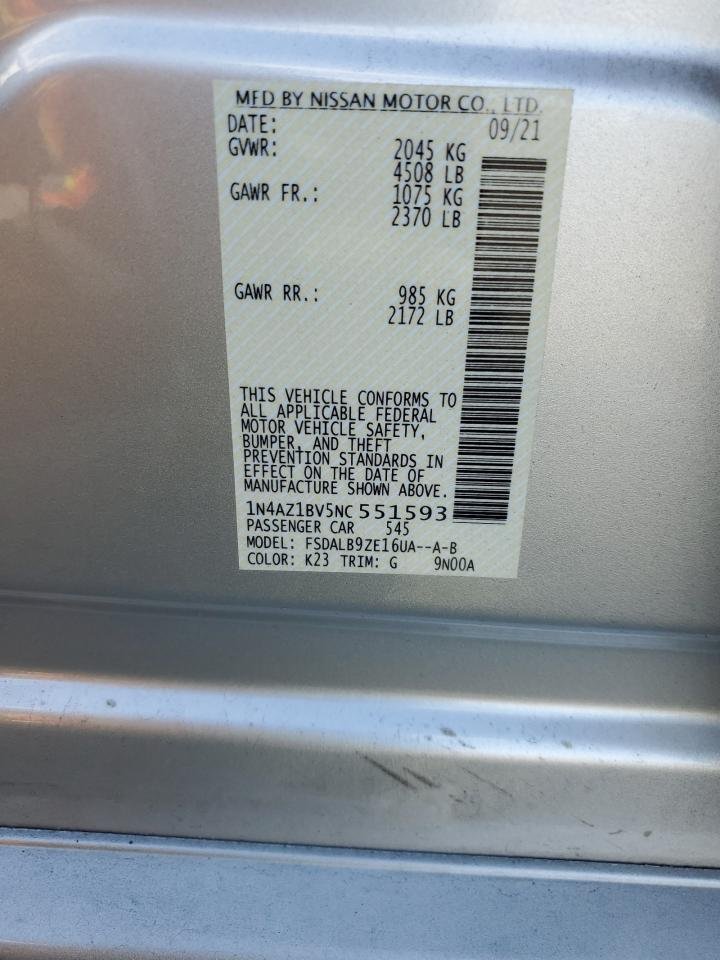 MFD BY NISSAN MOTOR CO., LTD.
DATE: 09/21
GVWR: 2045 KG
4508 LB
GAWR FR.: 1075 KG
2370 LB
GAWR RR.: 985 KG
2172 LB
THIS VEHICLE CONFORMS TO
ALL APPLICABLE FEDERAL
MOTOR VEHICLE SAFETY,
BUMPER, AND THEFT
PREVENTION STANDARDS IN
EFFECT ON THE DATE OF
MANUFACTURE SHOWN ABOVE.
1N4AZ1BV5NC 551593
PASSENGER CAR 545
MODEL: FSDALB9ZE16UA--A-B
COLOR: K23 TRIM: G 9N00A